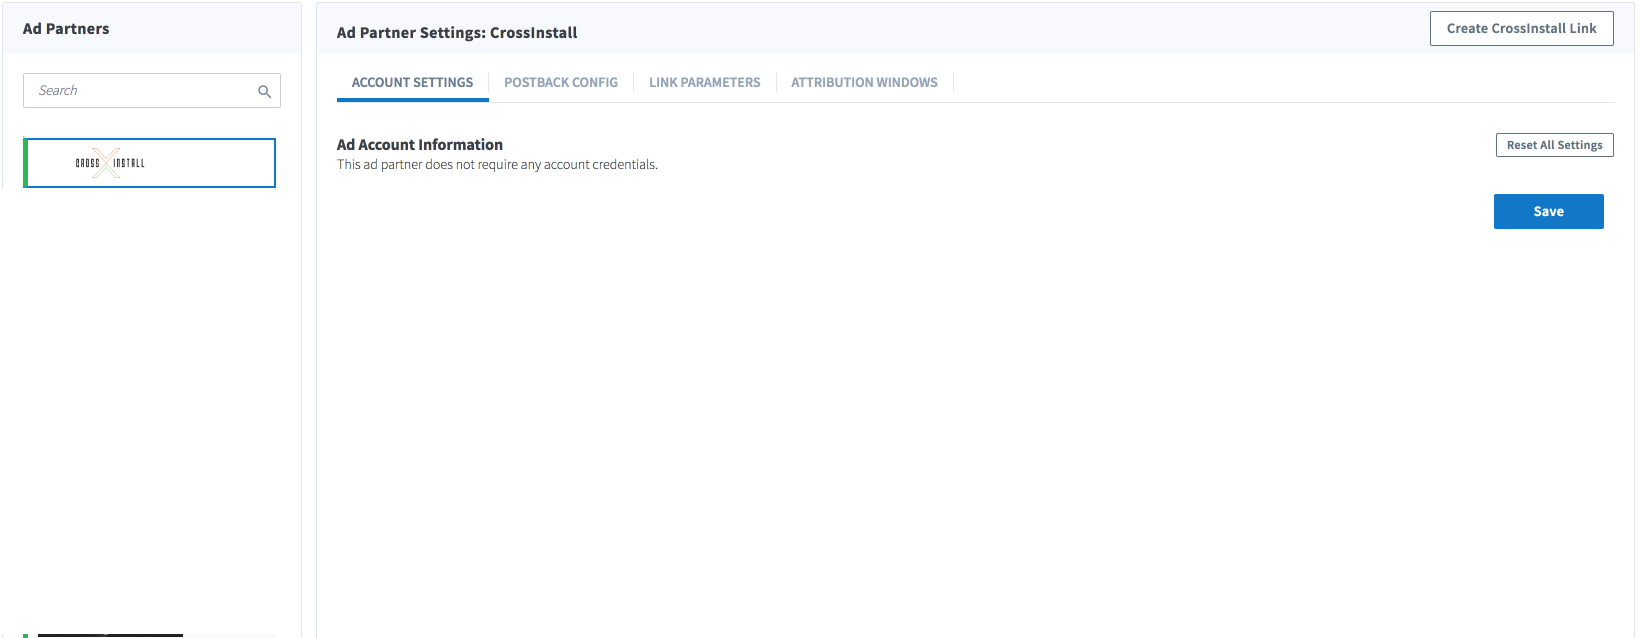 Ad Partners
Search
CROSS INSTALL
Ad Partner Settings: CrossInstall
Create CrossInstall Link
ACCOUNT SETTINGS
POSTBACK CONFIG
LINK PARAMETERS
ATTRIBUTION WINDOWS
Ad Account Information
This ad partner does not require any account credentials.
Reset All Settings
Save